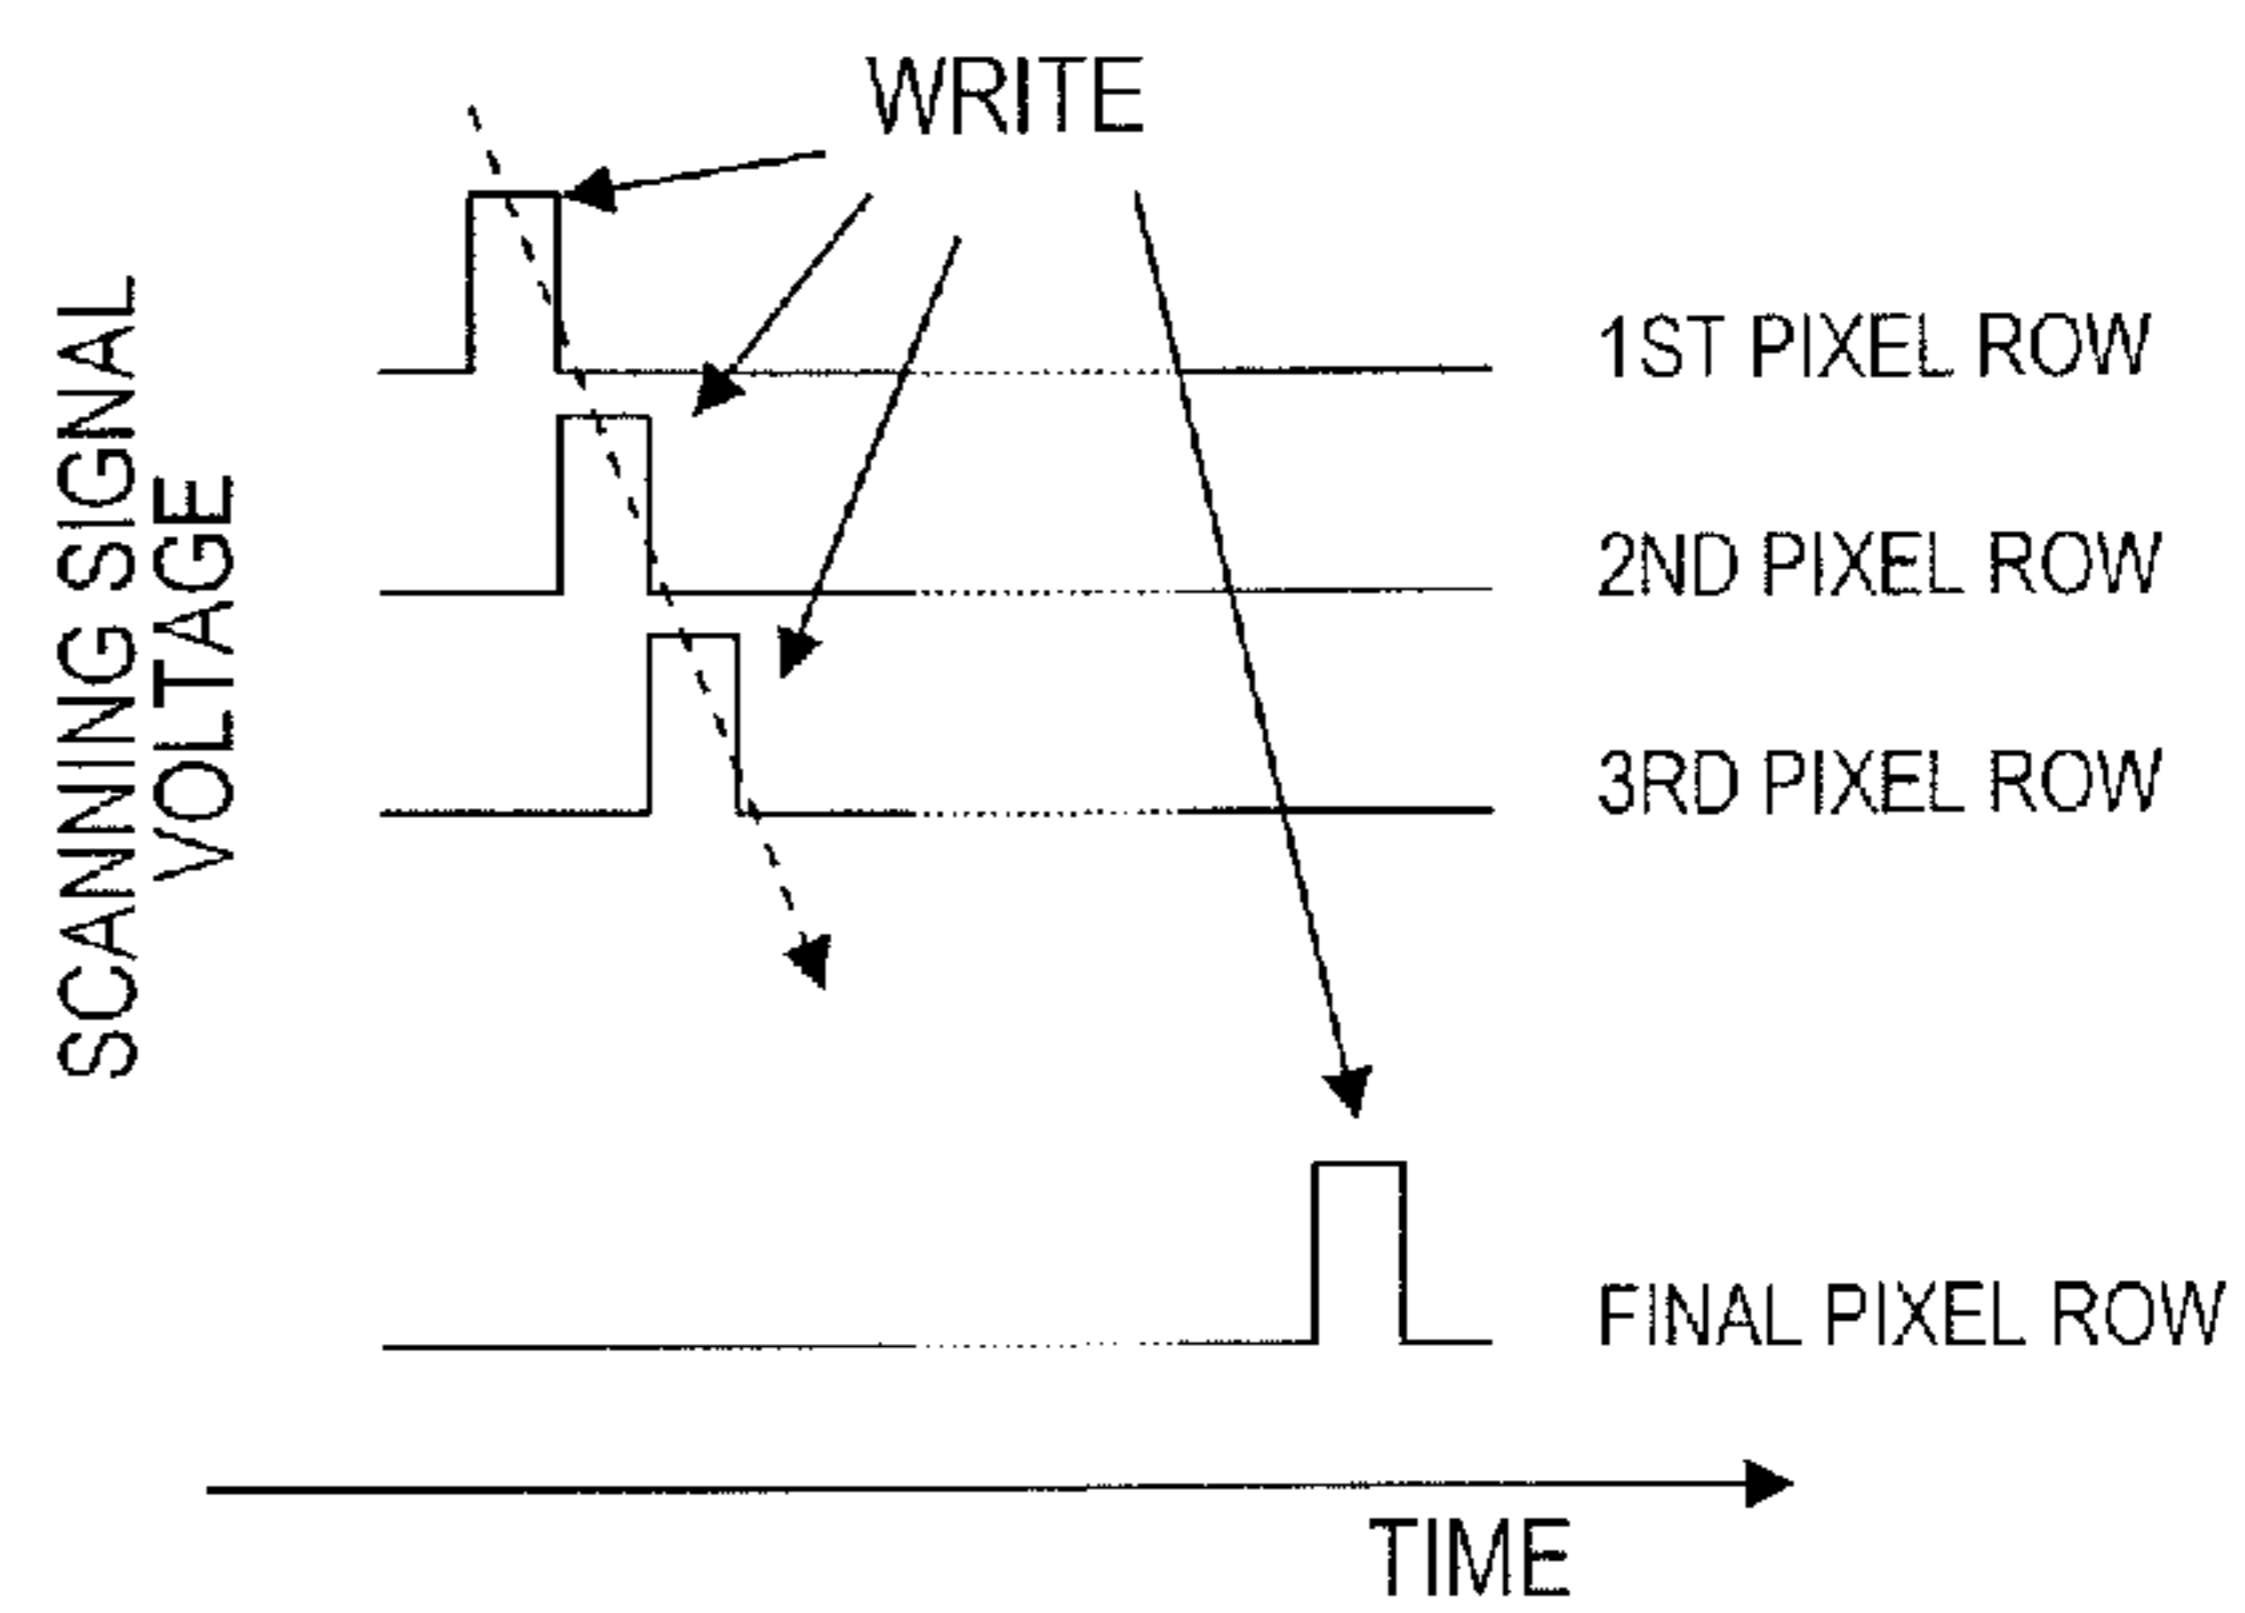 WRITE
SCANNING SIGNAL
VOLTAGE
1ST PIXEL ROW
2ND PIXEL ROW
3RD PIXEL ROW
FINAL PIXEL ROW
TIME